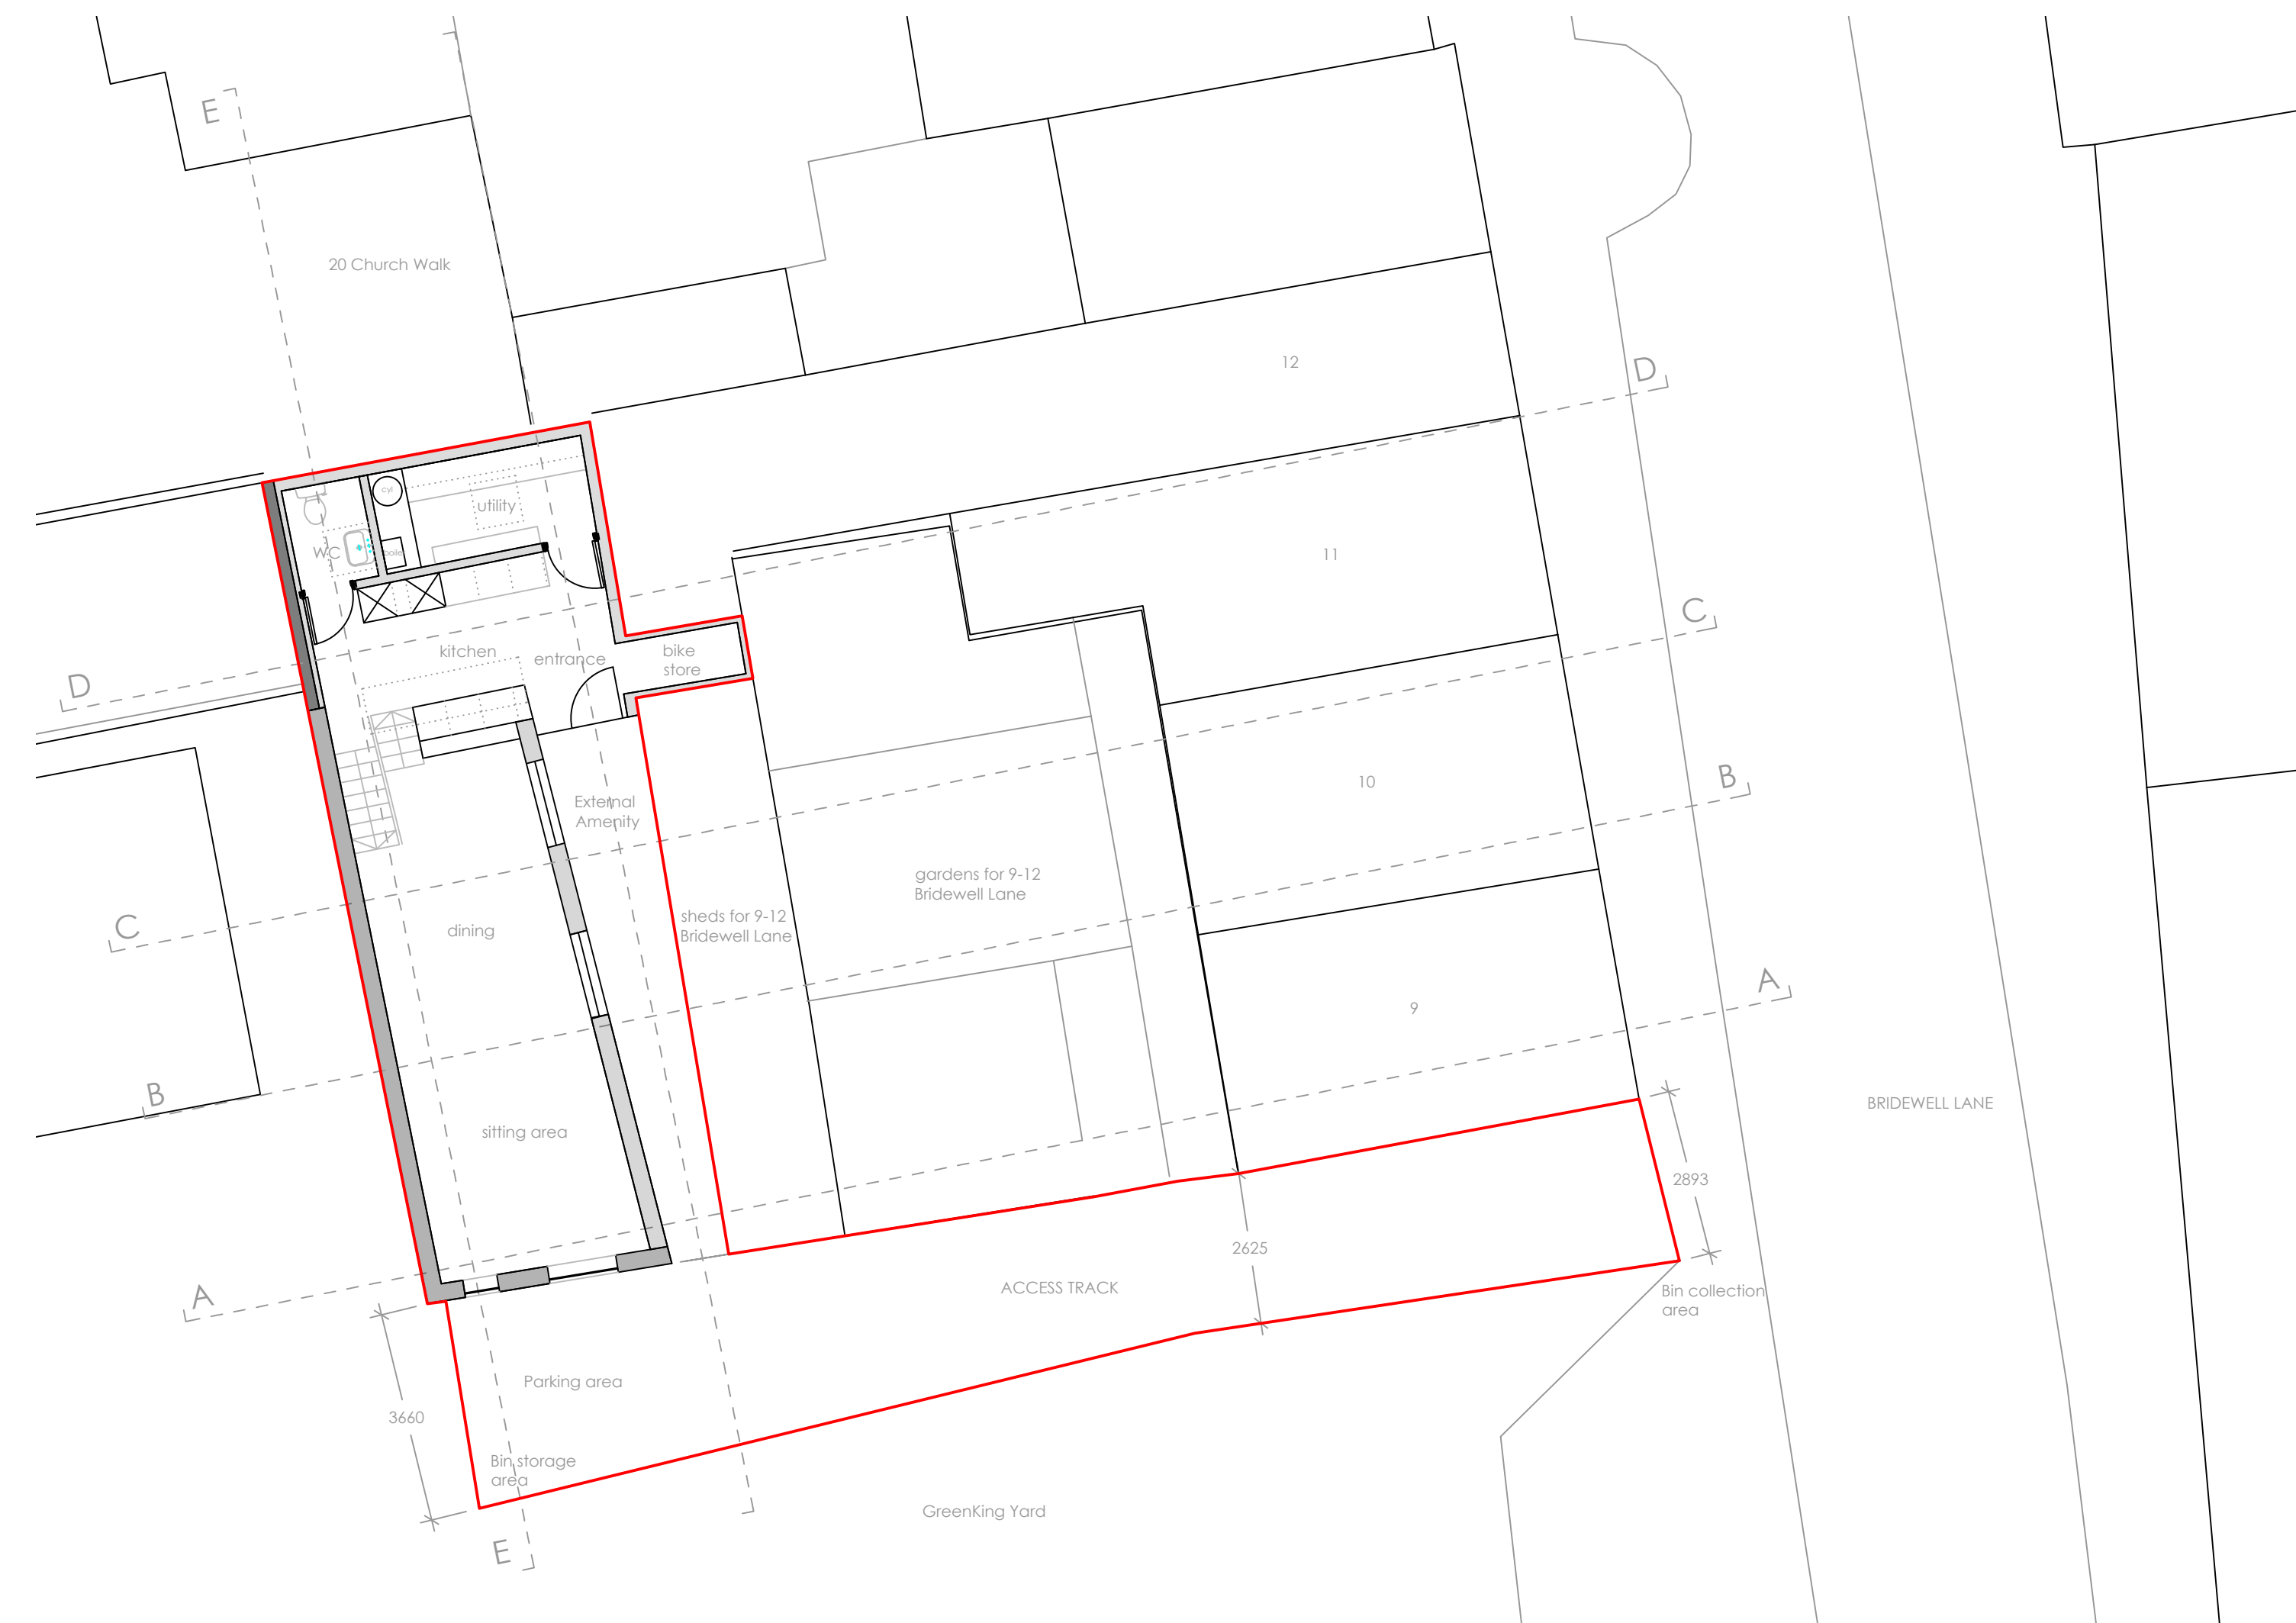 E
20 Church Walk
12
D
cyl
utility
WC
11
C
kitchen
entrance
bike
store
D
B
10
External
Amenity
gardens for 9-12
Bridewell Lane
sheds for 9-12
Bridewell Lane
C
dining
A
9
B
sitting area
BRIDEWELL LANE
2893
2625
ACCESS TRACK
Bin collection
area
A
Parking area
3660
Bin storage
area
GreenKing Yard
E